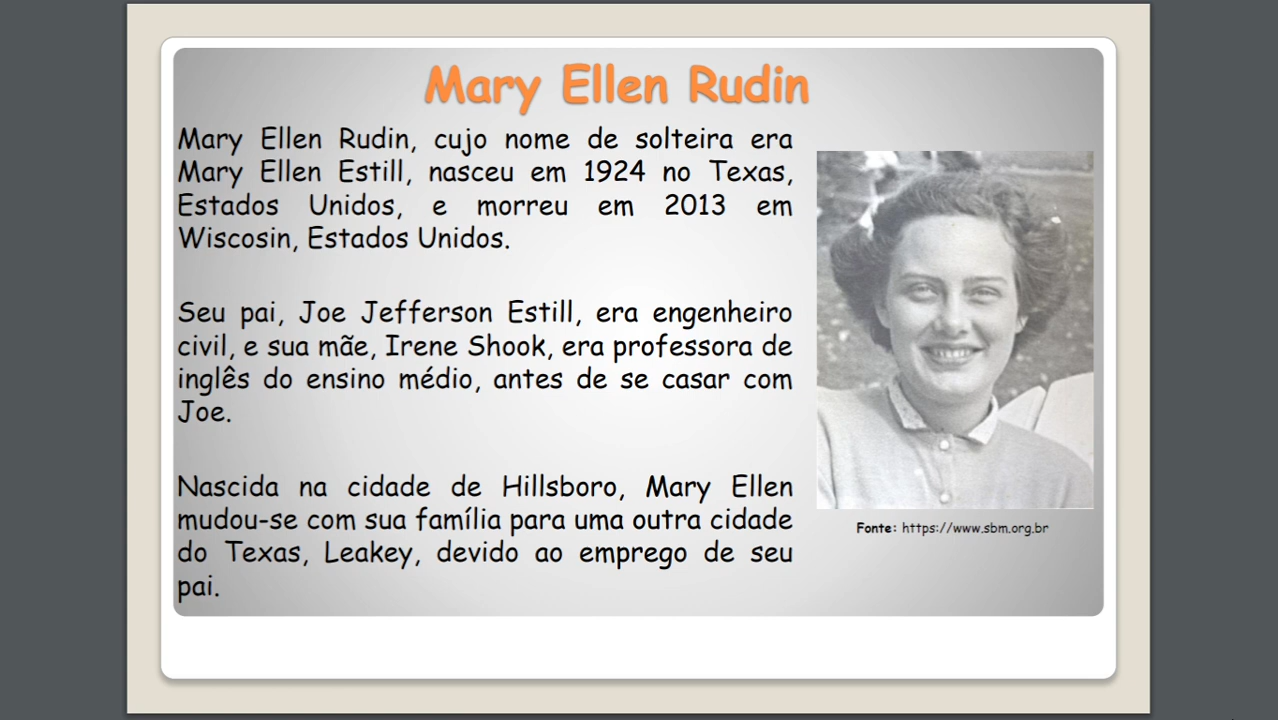 Mary Ellen Rudin
Mary Ellen Rudin, cujo nome de solteira era
Mary Ellen Estill, nasceu em 1924 no Texas,
Estados Unidos, e morreu em 2013 em
Wiscosin, Estados Unidos.
Seu pai, Joe Jefferson Estill, era engenheiro
civil, e sua mãe, Irene Shook, era professora de
inglês do ensino médio, antes de se casar com
Joe.
Nascida na cidade de Hillsboro, Mary Ellen
mudou-se com sua família para uma outra cidade
do Texas, Leakey, devido ao emprego de seu
pai.
Fonte: https://www.sbm.org.br